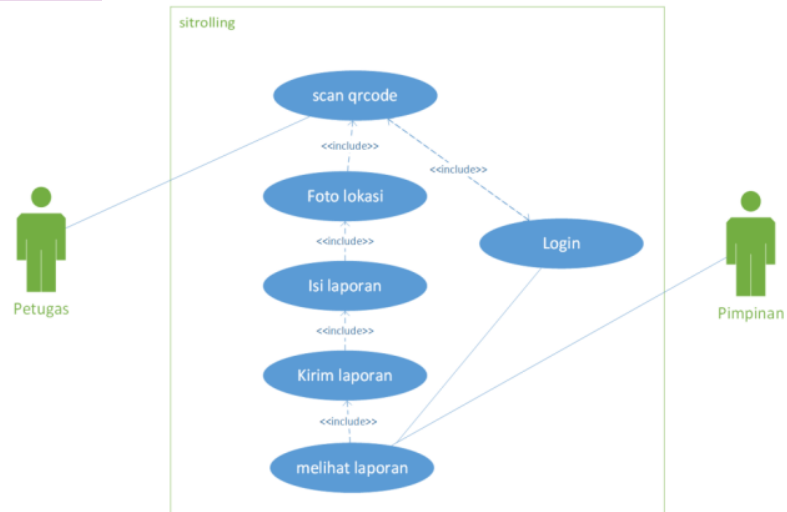 sitrolling
scan qrcode
<<include>>
<<include>>
Foto lokasi
<<include>>
Login
Isi laporan
Petugas
Pimpinan
<<include>>
Kirim laporan
<<include>>
melihat laporan